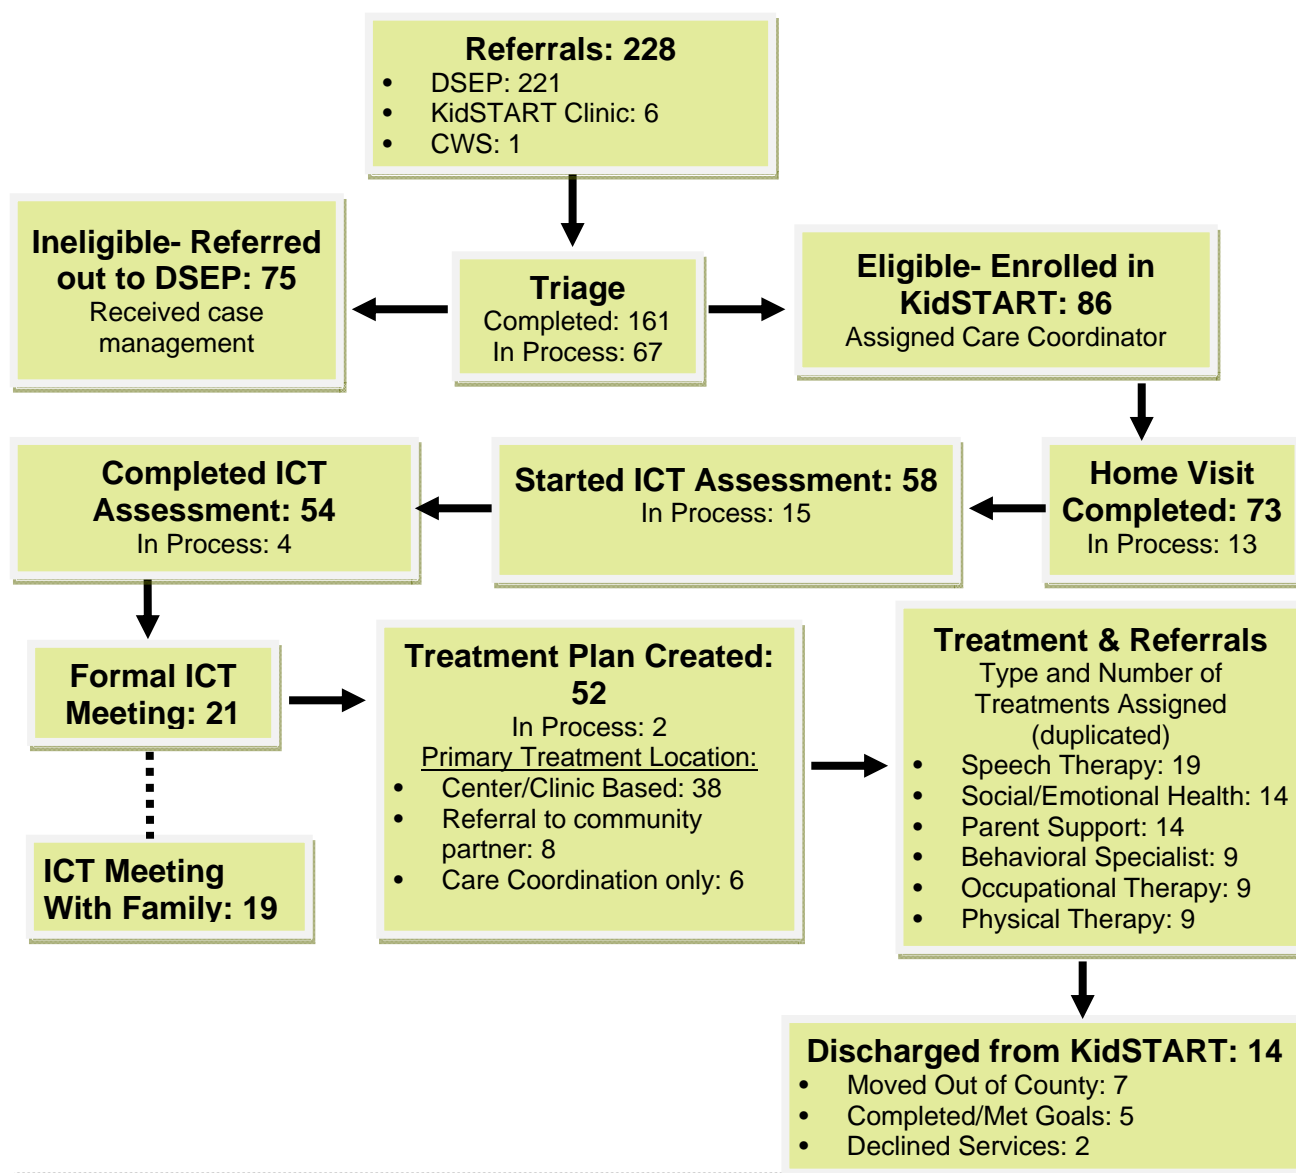 Referrals: 228
• DSEP: 221
• KidSTART Clinic: 6
• CWS: 1
Ineligible- Referred
out to DSEP: 75
Received case
management
Triage
Completed: 161
In Process: 67
Eligible- Enrolled in
KidSTART: 86
Assigned Care Coordinator
Completed ICT
Assessment: 54
In Process: 4
Started ICT Assessment: 58
In Process: 15
Home Visit
Completed: 73
In Process: 13
Formal ICT
Meeting: 21
ICT Meeting
With Family: 19
Treatment Plan Created:
52
In Process: 2
Primary Treatment Location:
• Center/Clinic Based: 38
• Referral to community
partner: 8
• Care Coordination only: 6
Treatment & Referrals
Type and Number of
Treatments Assigned
(duplicated)
• Speech Therapy: 19
• Social/Emotional Health: 14
• Parent Support: 14
• Behavioral Specialist: 9
• Occupational Therapy: 9
• Physical Therapy: 9
Discharged from KidSTART: 14
• Moved Out of County: 7
• Completed/Met Goals: 5
• Declined Services: 2